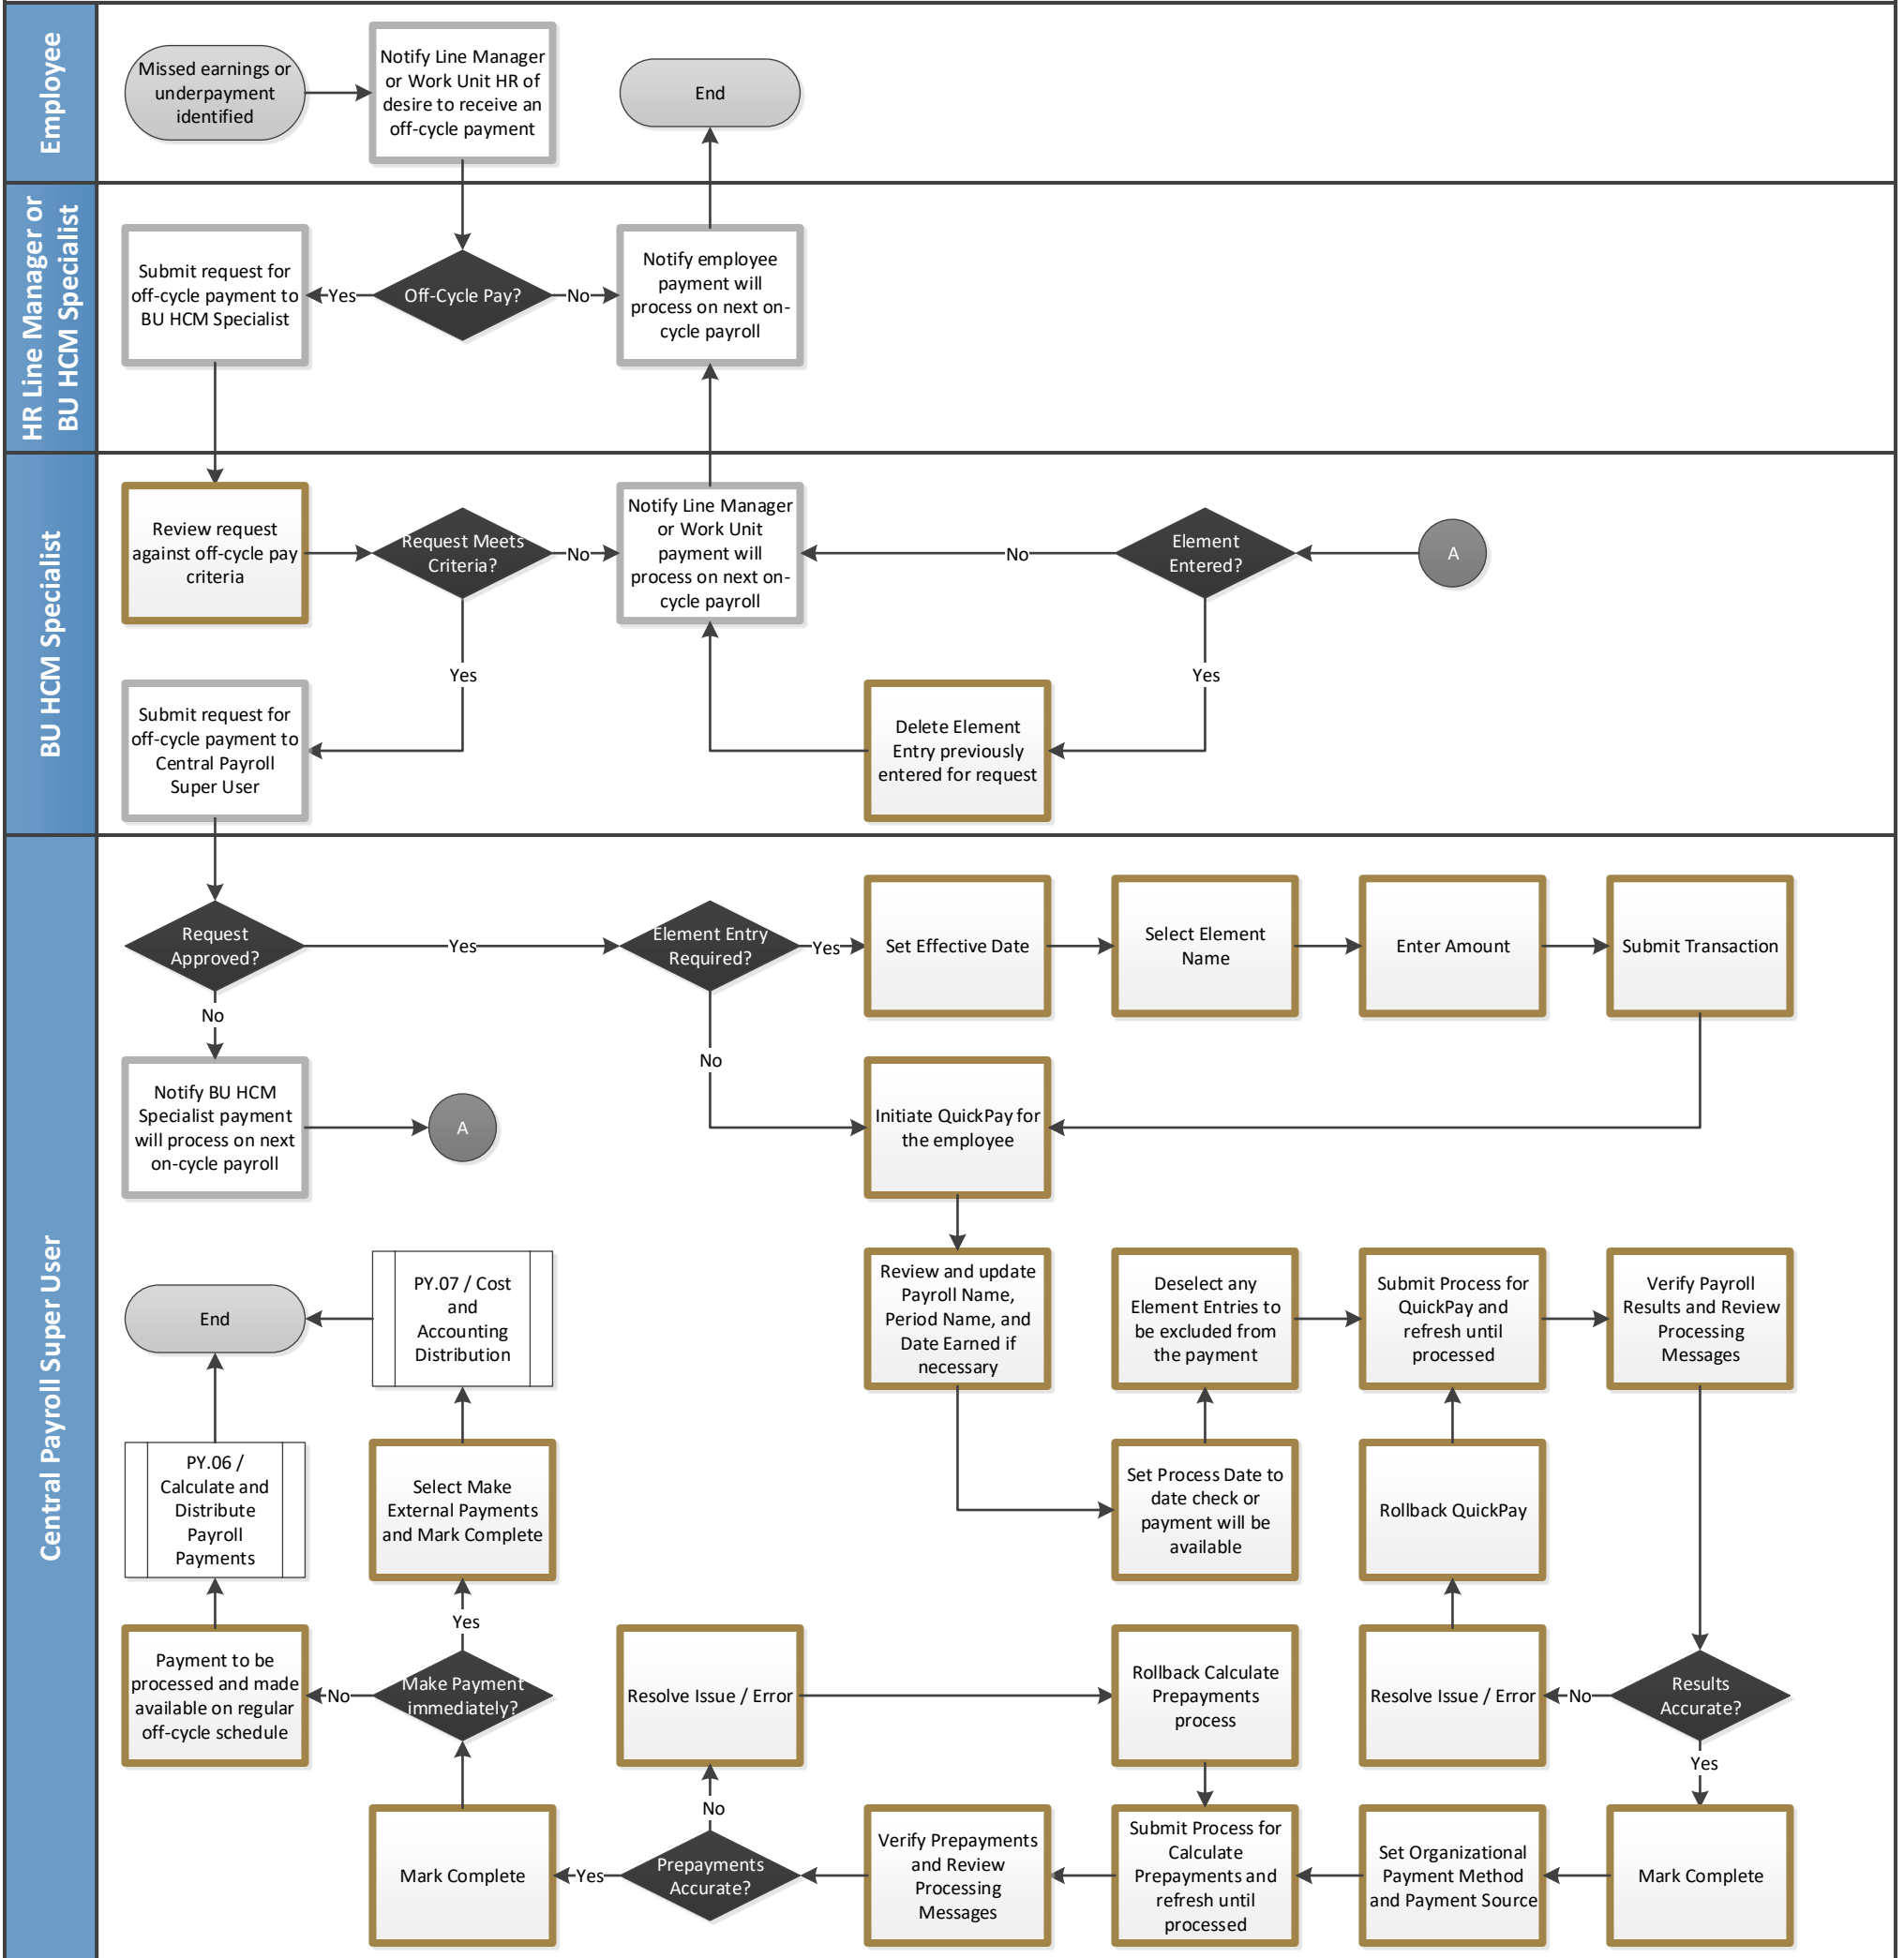 Employee
Missed earnings or
underpayment
identified
Notify Line Manager
or Work Unit HR of
desire to receive an
off-cycle payment
End
HR Line Manager or
BU HCM Specialist
Submit request for
off-cycle payment to
BU HCM Specialist
Yes
Off-Cycle Pay?
No
Notify employee
payment will
process on next on-
cycle payroll
BU HCM Specialist
Review request
against off-cycle pay
criteria
Request Meets
Criteria?
No
Notify Line Manager
or Work Unit
payment will
process on next on-
cycle payroll
No
Element
Entered?
A
Yes
Yes
Submit request for
off-cycle payment to
Central Payroll
Super User
Delete Element
Entry previously
entered for request
Central Payroll Super User
Request
Approved?
Yes
Element Entry
Required?
Yes
Set Effective Date
Select Element
Name
Enter Amount
Submit Transaction
No
No
Notify BU HCM
Specialist payment
will process on next
on-cycle payroll
A
Initiate QuickPay for
the employee
End
PY.07 / Cost
and
Accounting
Distribution
Review and update
Payroll Name,
Period Name, and
Date Earned if
necessary
Deselect any
Element Entries to
be excluded from
the payment
Submit Process for
QuickPay and
refresh until
processed
Verify Payroll
Results and Review
Processing
Messages
PY.06 /
Calculate and
Distribute
Payroll
Payments
Select Make
External Payments
and Mark Complete
Set Process Date to
date check or
payment will be
available
Rollback QuickPay
Yes
Payment to be
processed and made
available on regular
off-cycle schedule
No
Make Payment
immediately?
Resolve Issue / Error
Rollback Calculate
Prepayments
process
Resolve Issue / Error
No
Results
Accurate?
Yes
No
Mark Complete
Yes
Prepayments
Accurate?
Verify Prepayments
and Review
Processing
Messages
Submit Process for
Calculate
Prepayments and
refresh until
processed
Set Organizational
Payment Method
and Payment Source
Mark Complete